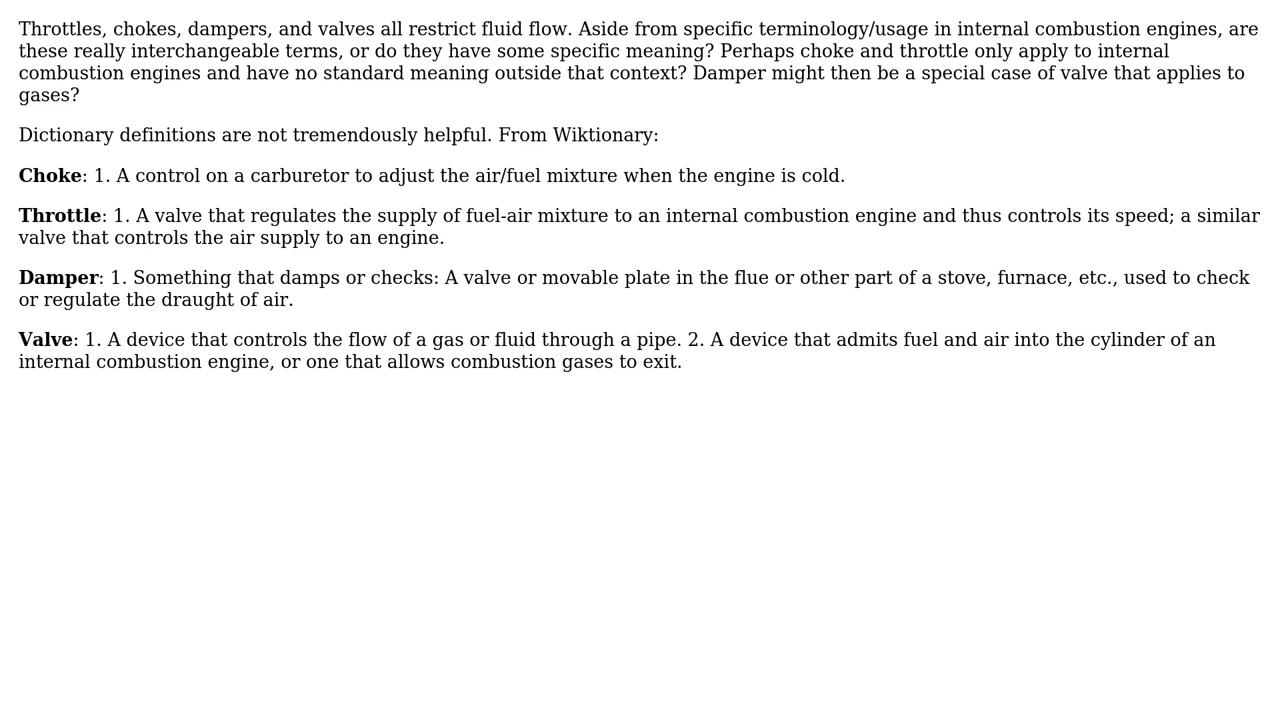 Throttles, chokes, dampers, and valves all restrict fluid flow. Aside from specific terminology/usage in internal combustion engines, are
these really interchangeable terms, or do they have some specific meaning? Perhaps choke and throttle only apply to internal
combustion engines and have no standard meaning outside that context? Damper might then be a special case of valve that applies to
gases?
Dictionary definitions are not tremendously helpful. From Wiktionary:
Choke: 1. A control on a carburetor to adjust the air/fuel mixture when the engine is cold.
Throttle: 1. A valve that regulates the supply of fuel-air mixture to an internal combustion engine and thus controls its speed; a similar
valve that controls the air supply to an engine.
Damper: 1. Something that damps or checks: A valve or movable plate in the flue or other part of a stove, furnace, etc., used to check
or regulate the draught of air.
Valve: 1. A device that controls the flow of a gas or fluid through a pipe. 2. A device that admits fuel and air into the cylinder of an
internal combustion engine, or one that allows combustion gases to exit.